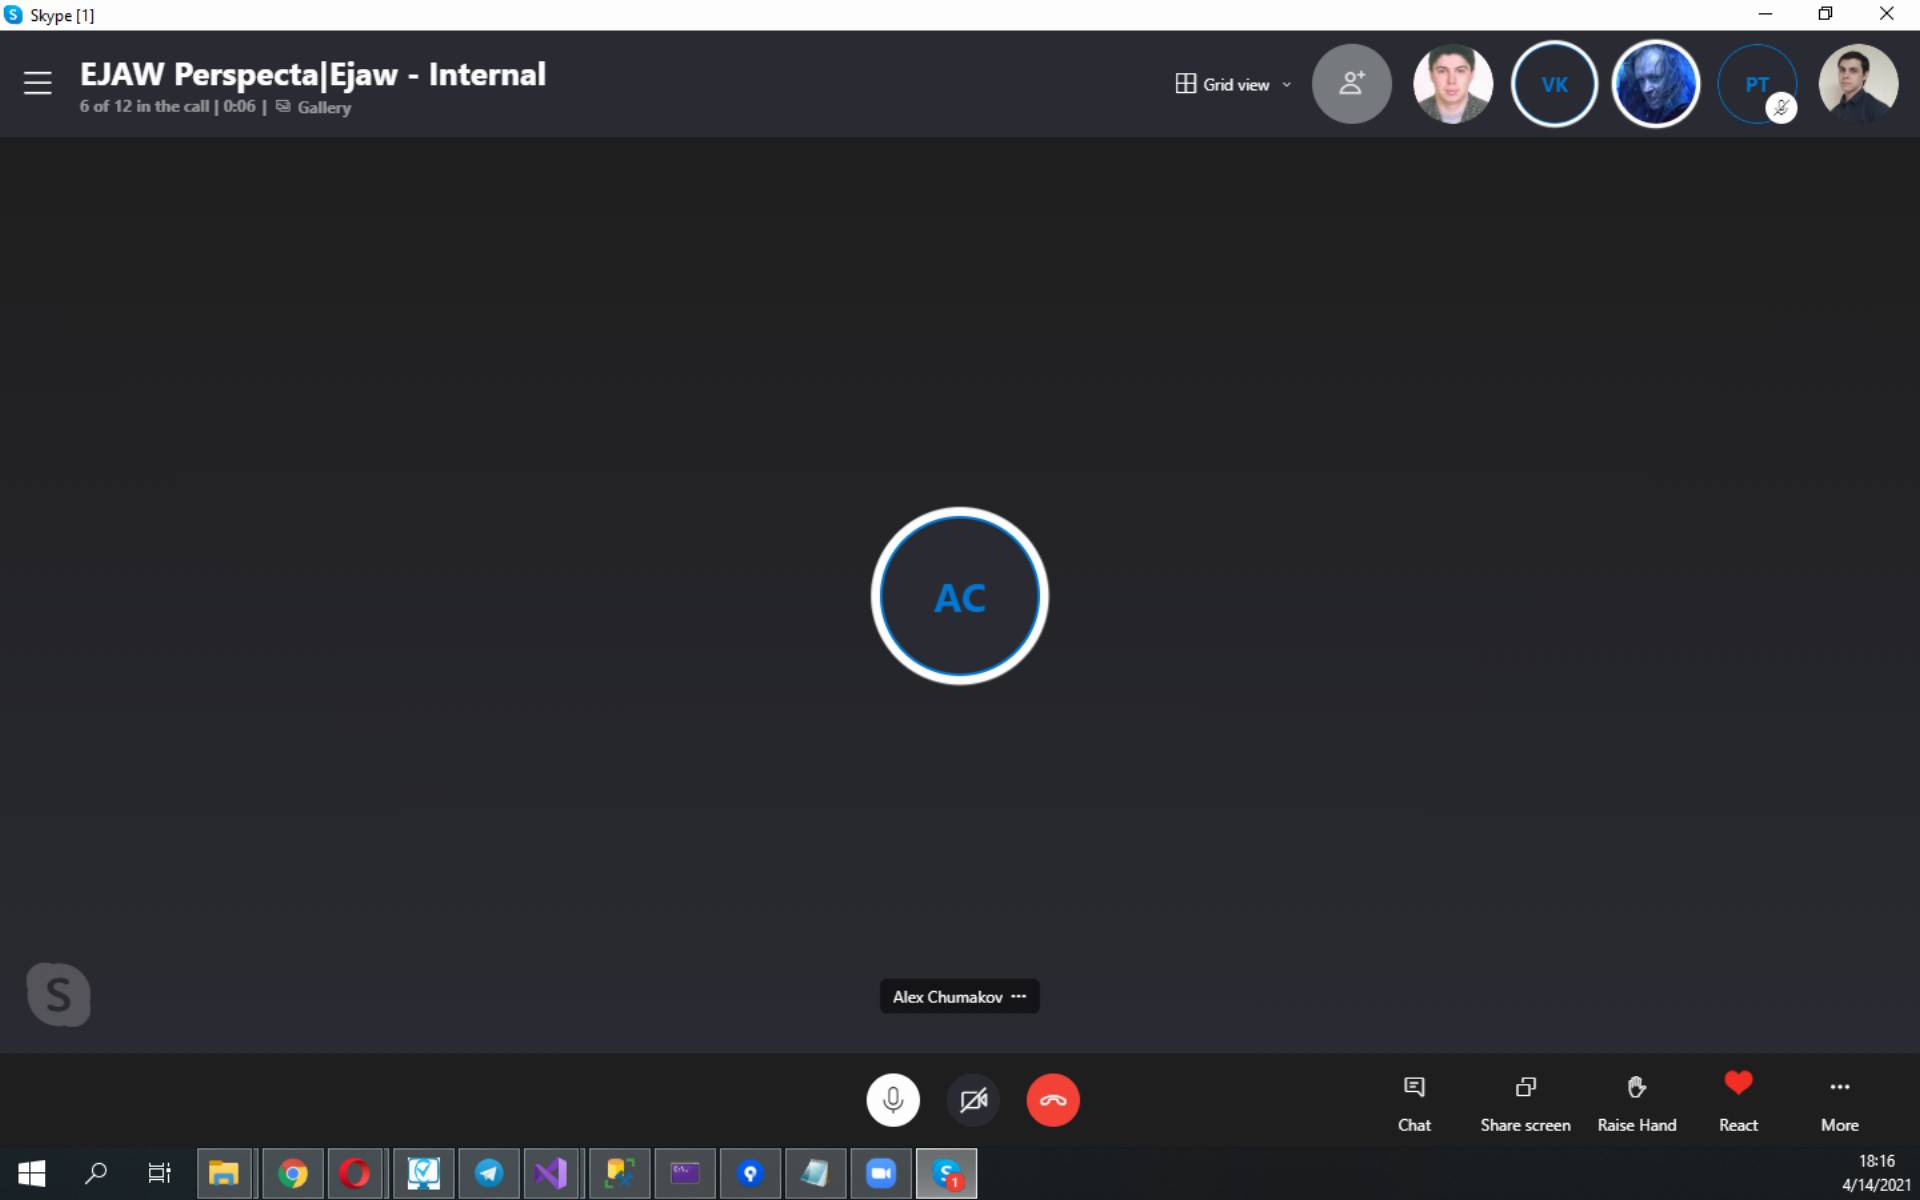 Skype [1]
EJAW Perspecta|Ejaw - Internal
6 of 12 in the call | 0:06 | Gallery
Grid view
VK
PT
AC
S
Alex Chumakov
Chat
Share screen
Raise Hand
React
More
1
18:16
4/14/2021